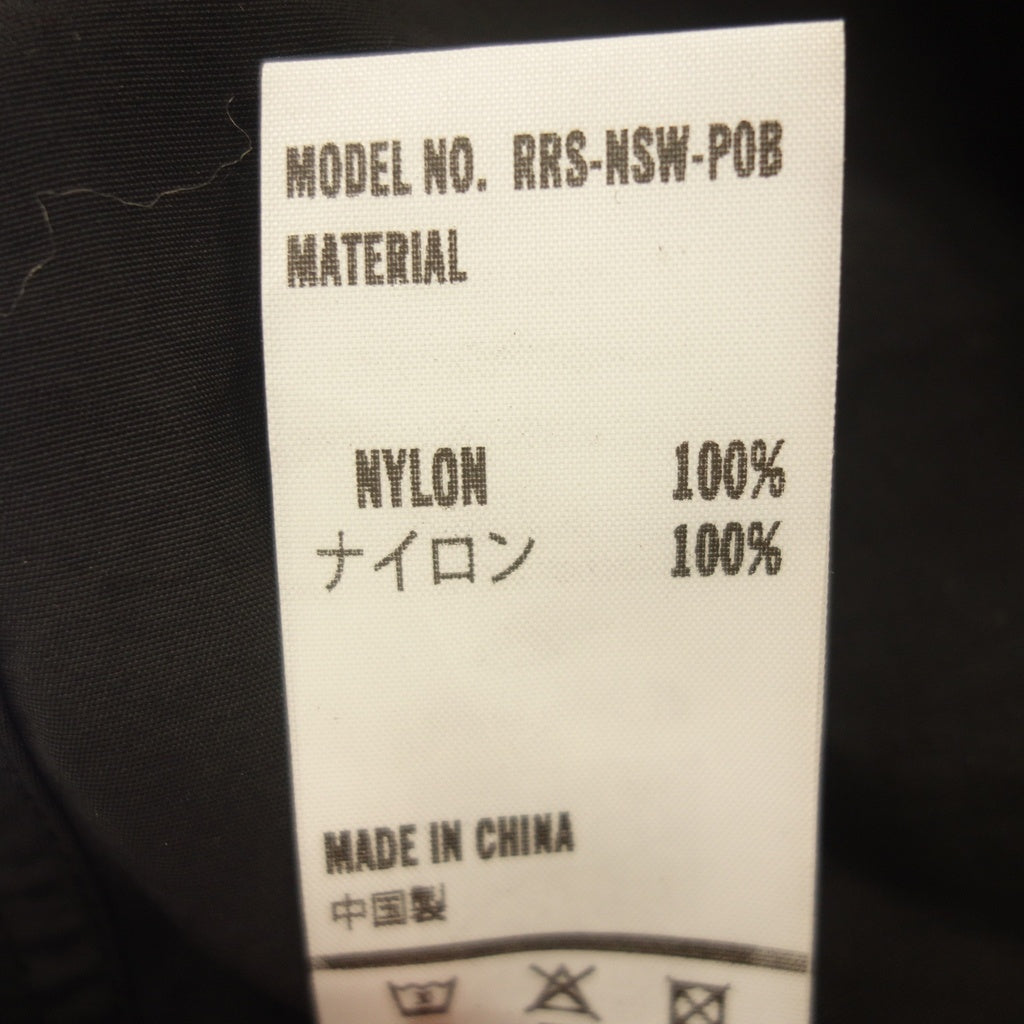 MODEL NO. RRS-NSW-POB
MATERIAL
NYLON 100%
ナイロン 100%
MADE IN CHINA
中国製